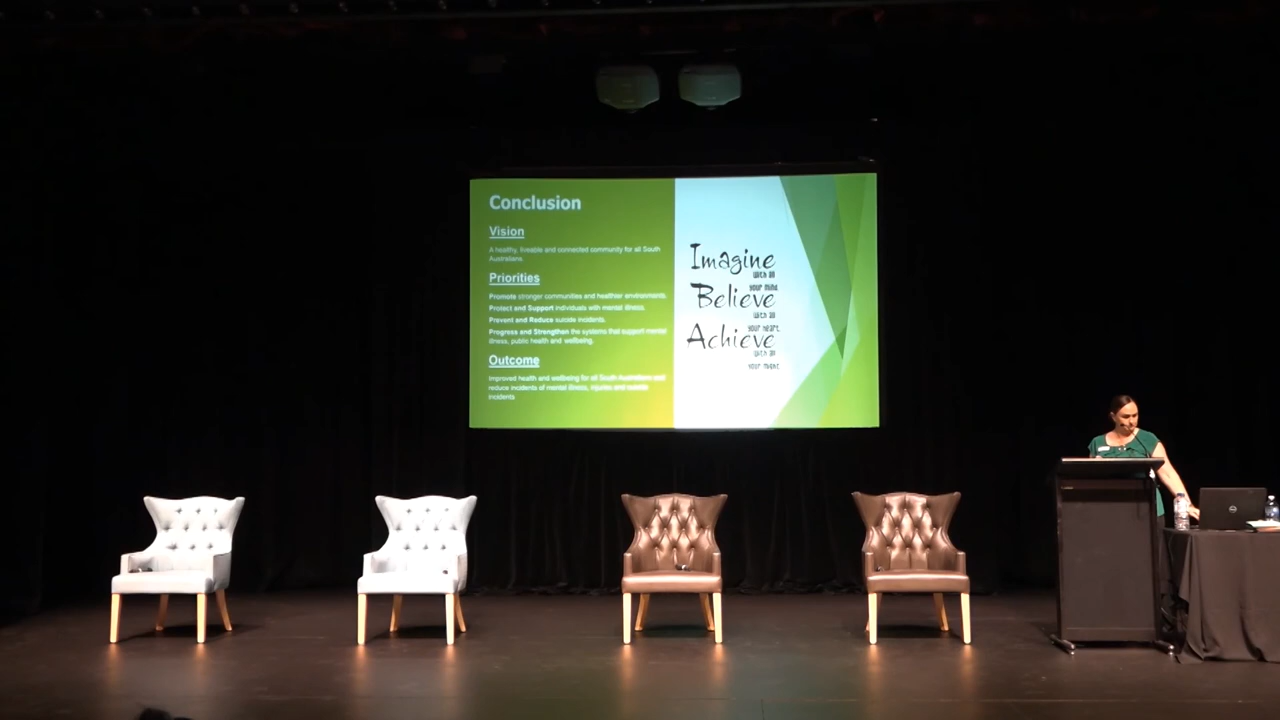 Conclusion
Vision
A healthy, liveable and connected community for all South
Australians.
Priorities
Promote stronger communities and healthier environments.
Protect and Support individuals with mental illness.
Prevent and Reduce suicide incidents.
Progress and Strengthen the systems that support mental
illness, public health and wellbeing.
Outcome
Improved health and wellbeing for all South Australians and
reduce incidents of mental illness, injuries and suicide
incidents
Imagine
with all
your mind
Believe
with all
your heart
Achieve
with all
your might
DELL